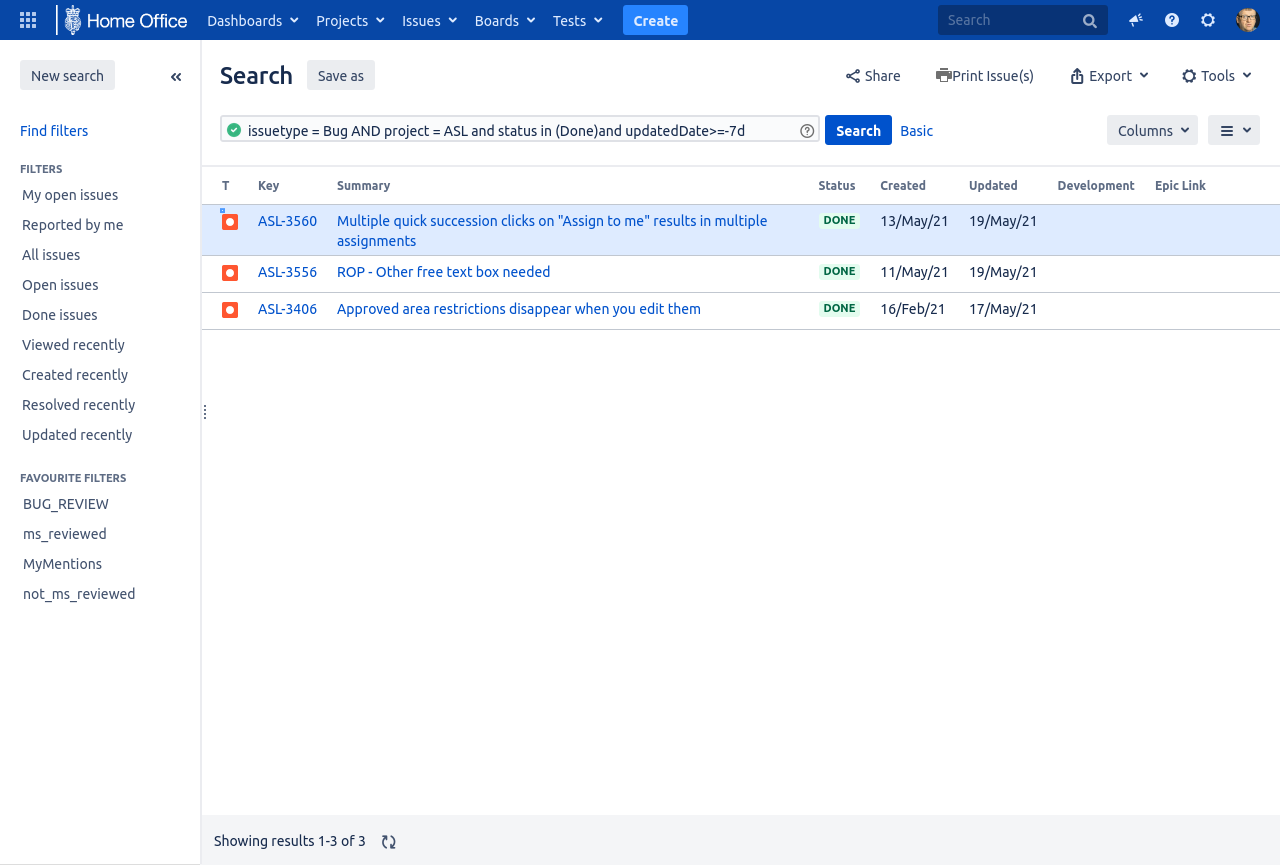 Home Office Dashboards Projects Issues Boards Tests Create Search
New search
Search Save as Share Print Issue(s) Export Tools
Find filters
issuetype = Bug AND project = ASL and status in (Done)and updatedDate>=-7d Search Basic Columns
FILTERS
My open issues
Reported by me
All issues
Open issues
Done issues
Viewed recently
Created recently
Resolved recently
Updated recently
FAVOURITE FILTERS
BUG_REVIEW
ms_reviewed
MyMentions
not_ms_reviewed
T Key Summary Status Created Updated Development Epic Link
ASL-3560 Multiple quick succession clicks on "Assign to me" results in multiple DONE 13/May/21 19/May/21
assignments
ASL-3556 ROP - Other free text box needed DONE 11/May/21 19/May/21
ASL-3406 Approved area restrictions disappear when you edit them DONE 16/Feb/21 17/May/21
Showing results 1-3 of 3